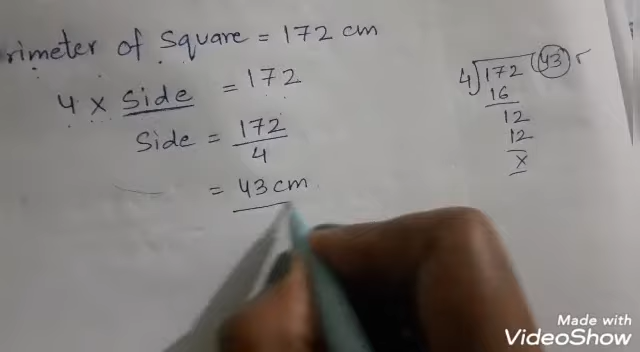 rimeter of square = 172 cm
4 × side = 172
side = 172/4
= 43 cm
4)172(43
16
12
12
x
Made with
VideoShow